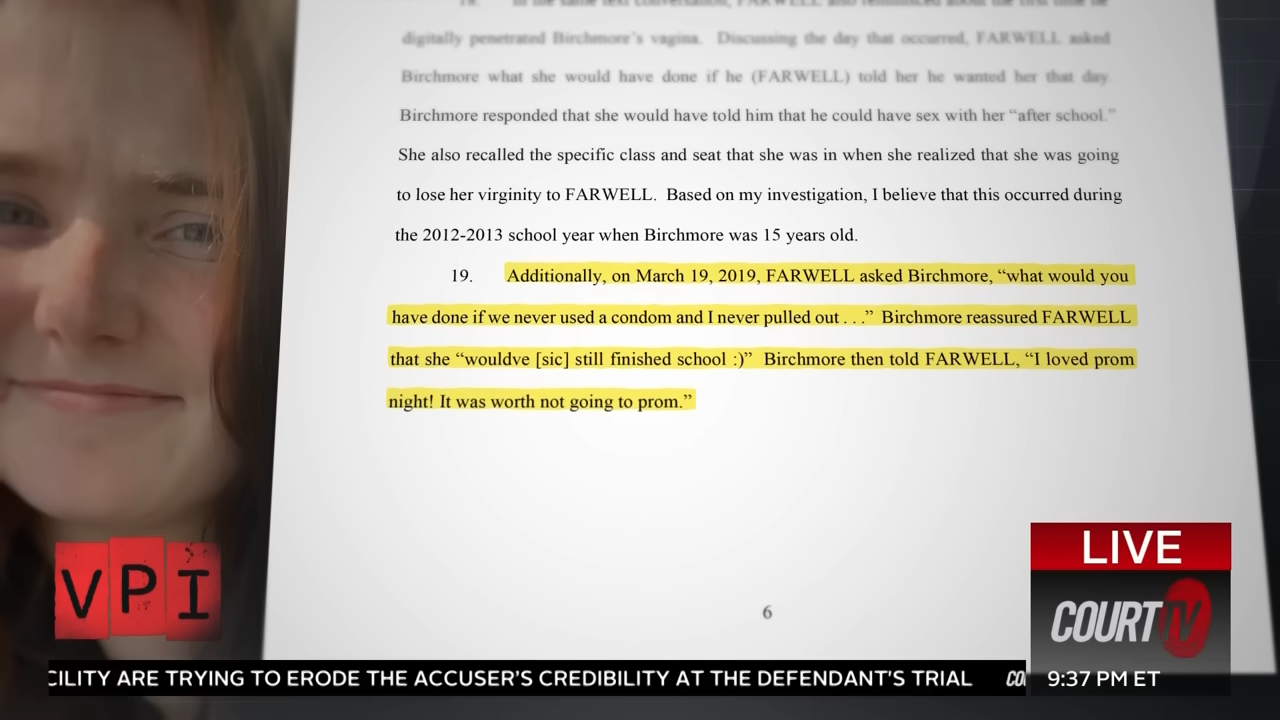 digitally penetrated Birchmore's vagina. Discussing the day that occurred, FARWELL asked
Birchmore what she would have done if he (FARWELL) told her he wanted her that day.
Birchmore responded that she would have told him that he could have sex with her “after school.”
She also recalled the specific class and seat that she was in when she realized that she was going
to lose her virginity to FARWELL. Based on my investigation, I believe that this occurred during
the 2012-2013 school year when Birchmore was 15 years old.
19. Additionally, on March 19, 2019, FARWELL asked Birchmore, “what would you
have done if we never used a condom and I never pulled out . . .” Birchmore reassured FARWELL
that she “wouldve [sic] still finished school :)” Birchmore then told FARWELL, “I loved prom
night! It was worth not going to prom.”
6
VPI
LIVE
COURT TV
CILITY ARE TRYING TO ERODE THE ACCUSER'S CREDIBILITY AT THE DEFENDANT'S TRIAL
9:37 PM ET